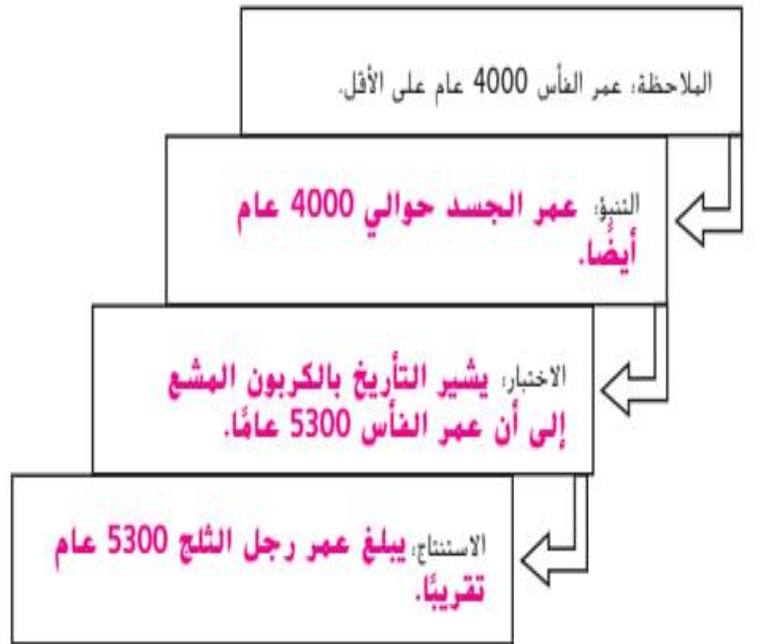 الملاحظة: عمر الفأس 4000 عام على الأقل.
التنبؤ: عمر الجسد حوالي 4000 عام
أيضًا.
الاختبار: يشير التأريخ بالكربون المشع
إلى أن عمر الفأس 5300 عامًا.
الاستنتاج: يبلغ عمر رجل الثلج 5300 عام
تقريبًا.